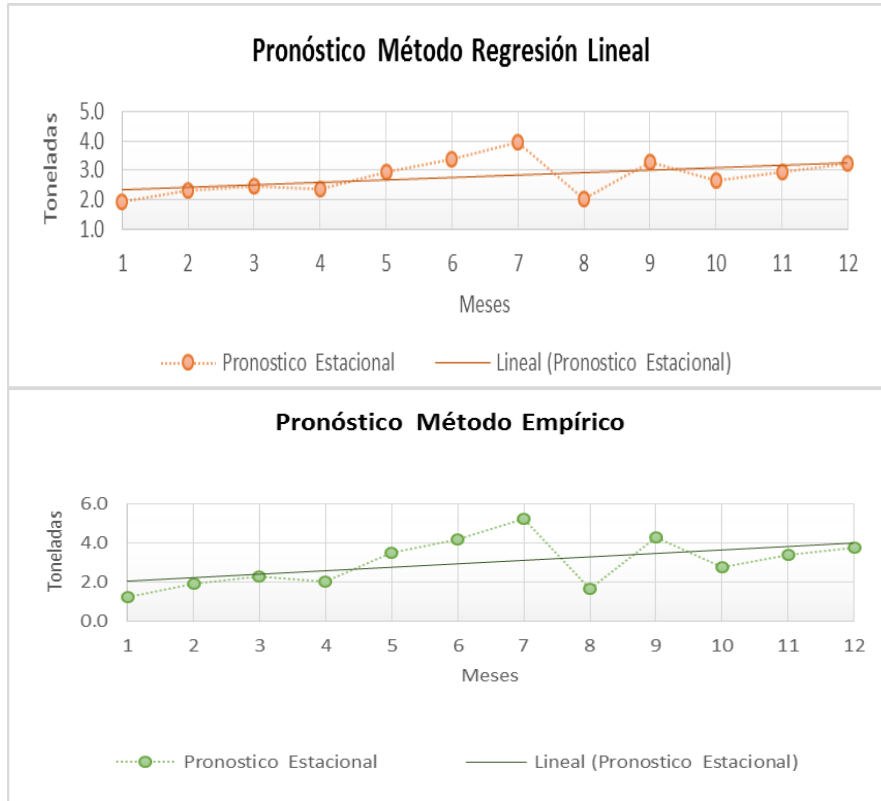 Pronóstico Método Regresión Lineal
Toneladas
5.0
4.0
3.0
2.0
1.0
1 2 3 4 5 6 7 8 9 10 11 12
Meses
Pronostico Estacional Lineal (Pronostico Estacional)
Pronóstico Método Empírico
Toneladas
6.0
4.0
2.0
0.0
1 2 3 4 5 6 7 8 9 10 11 12
Meses
Pronostico Estacional Lineal (Pronostico Estacional)